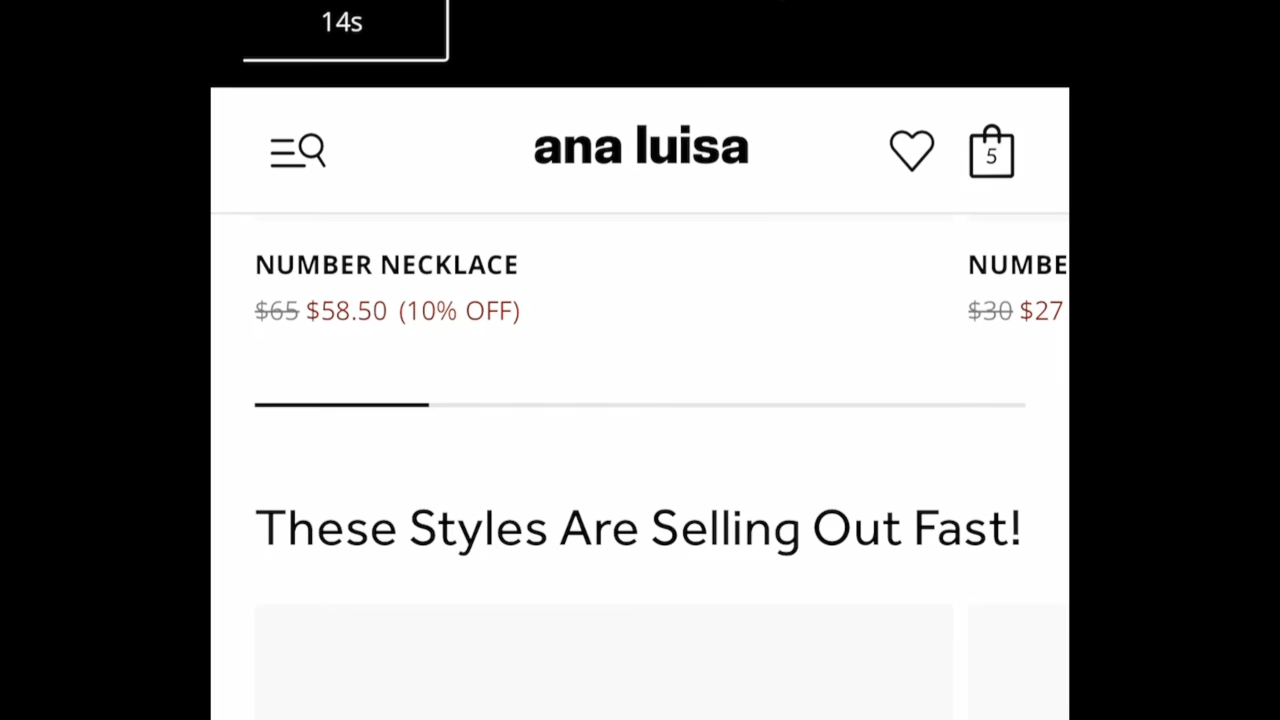 14s
ana luisa
5
NUMBER NECKLACE
$65 $58.50 (10% OFF)
NUMBE
$30 $27
These Styles Are Selling Out Fast!